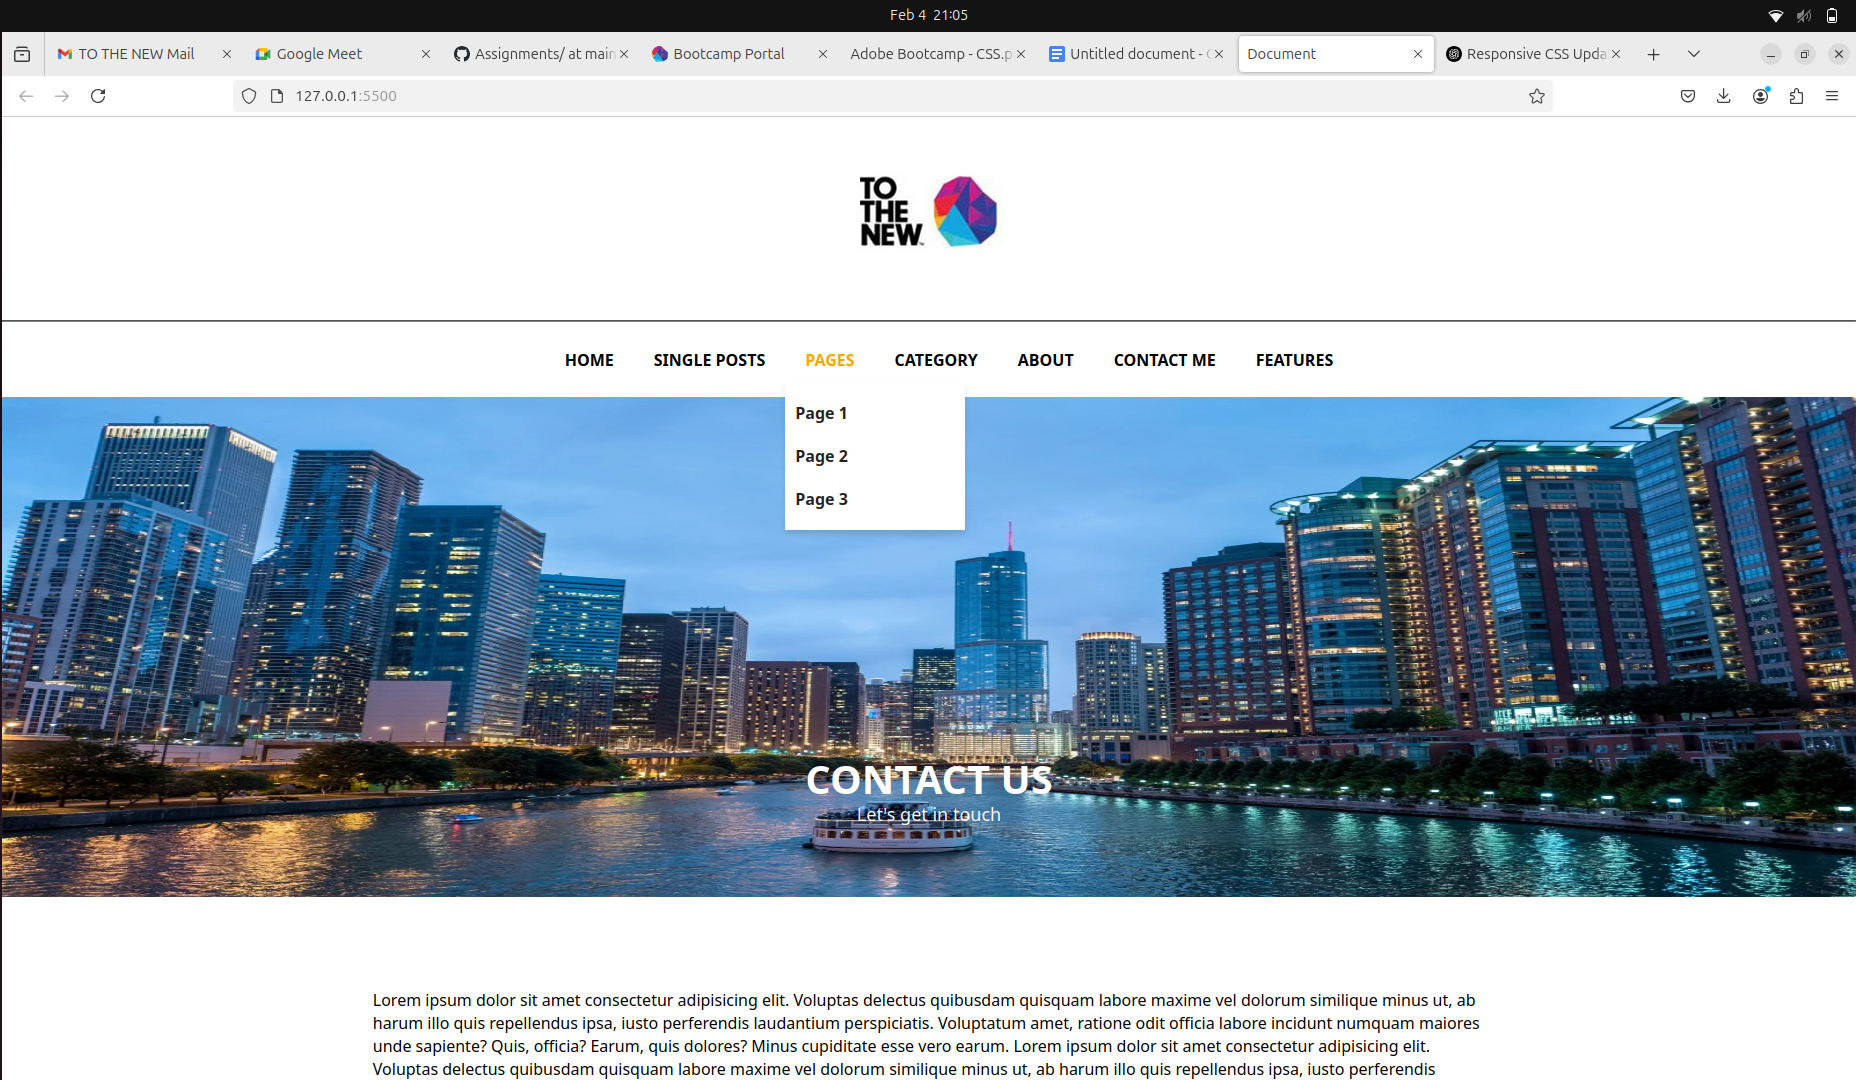 Feb 4 21:05
TO THE NEW Mail
Google Meet
Assignments/ at main
Bootcamp Portal
Adobe Bootcamp - CSS.p
Untitled document -
Document
Responsive CSS Upda
127.0.0.1:5500
TO
THE
NEW
HOME SINGLE POSTS PAGES CATEGORY ABOUT CONTACT ME FEATURES
Page 1
Page 2
Page 3
CONTACT US
Let's get in touch
Lorem ipsum dolor sit amet consectetur adipisicing elit. Voluptas delectus quibusdam quisquam labore maxime vel dolorum similique minus ut, ab
harum illo quis repellendus ipsa, iusto perferendis laudantium perspiciatis. Voluptatum amet, ratione odit officia labore incidunt numquam maiores
unde sapiente? Quis, officia? Earum, quis dolores? Minus cupiditate esse vero earum. Lorem ipsum dolor sit amet consectetur adipisicing elit.
Voluptas delectus quibusdam quisquam labore maxime vel dolorum similique minus ut, ab harum illo quis repellendus ipsa, iusto perferendis